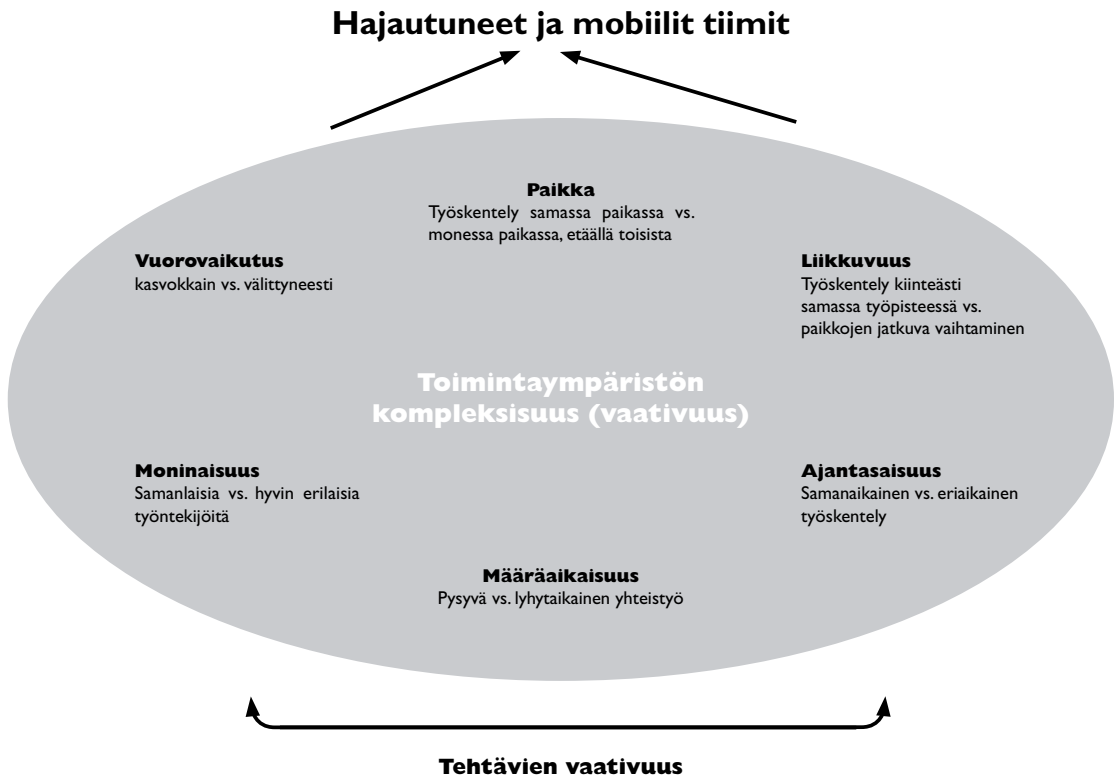 Hajautuneet ja mobiilit tiimit
Paikka
Työskentely samassa paikassa vs.
monessa paikassa, etäällä toisista
Vuorovaikutus
kasvokkain vs. välittyneesti
Liikkuvuus
Työskentely kiinteästi
samassa työpisteessä vs.
paikkojen jatkuva vaihtaminen
Toimintaympäristön
kompleksisuus (vaativuus)
Moninaisuus
Samanlaisia vs. hyvin erilaisia
työntekijöitä
Ajantasaisuus
Samanaikainen vs. eriaikainen
työskentely
Määräaikaisuus
Pysyvä vs. lyhytaikainen yhteistyö
Tehtävien vaativuus